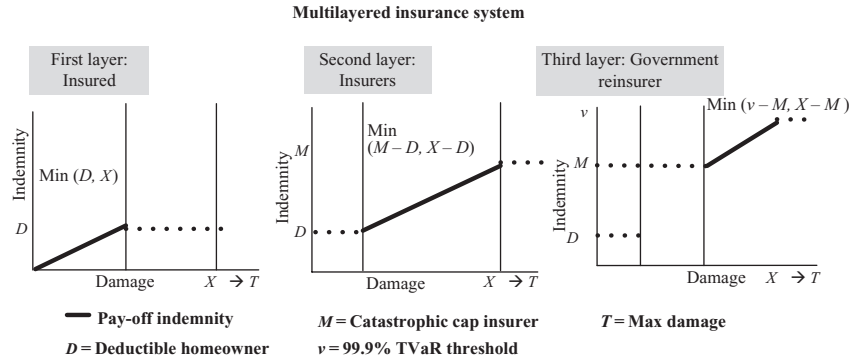 Multilayered insurance system
First layer:
Insured
Indemnity
Min (D, X)
D
Damage
X → T
Second layer:
Insurers
Indemnity
M
D
Min
(M – D, X – D)
Damage
X → T
Third layer: Government
reinsurer
Indemnity
v
M
D
Min (v – M, X – M )
Damage
X → T
Pay-off indemnity
M = Catastrophic cap insurer
T = Max damage
D = Deductible homeowner
v = 99.9% TVaR threshold